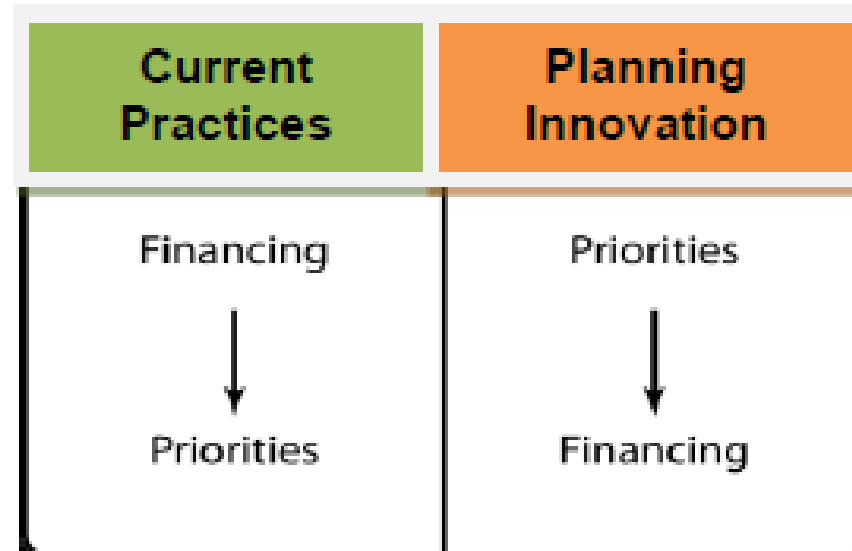 Current
Practices
Planning
Innovation
Financing
Priorities
Priorities
Financing